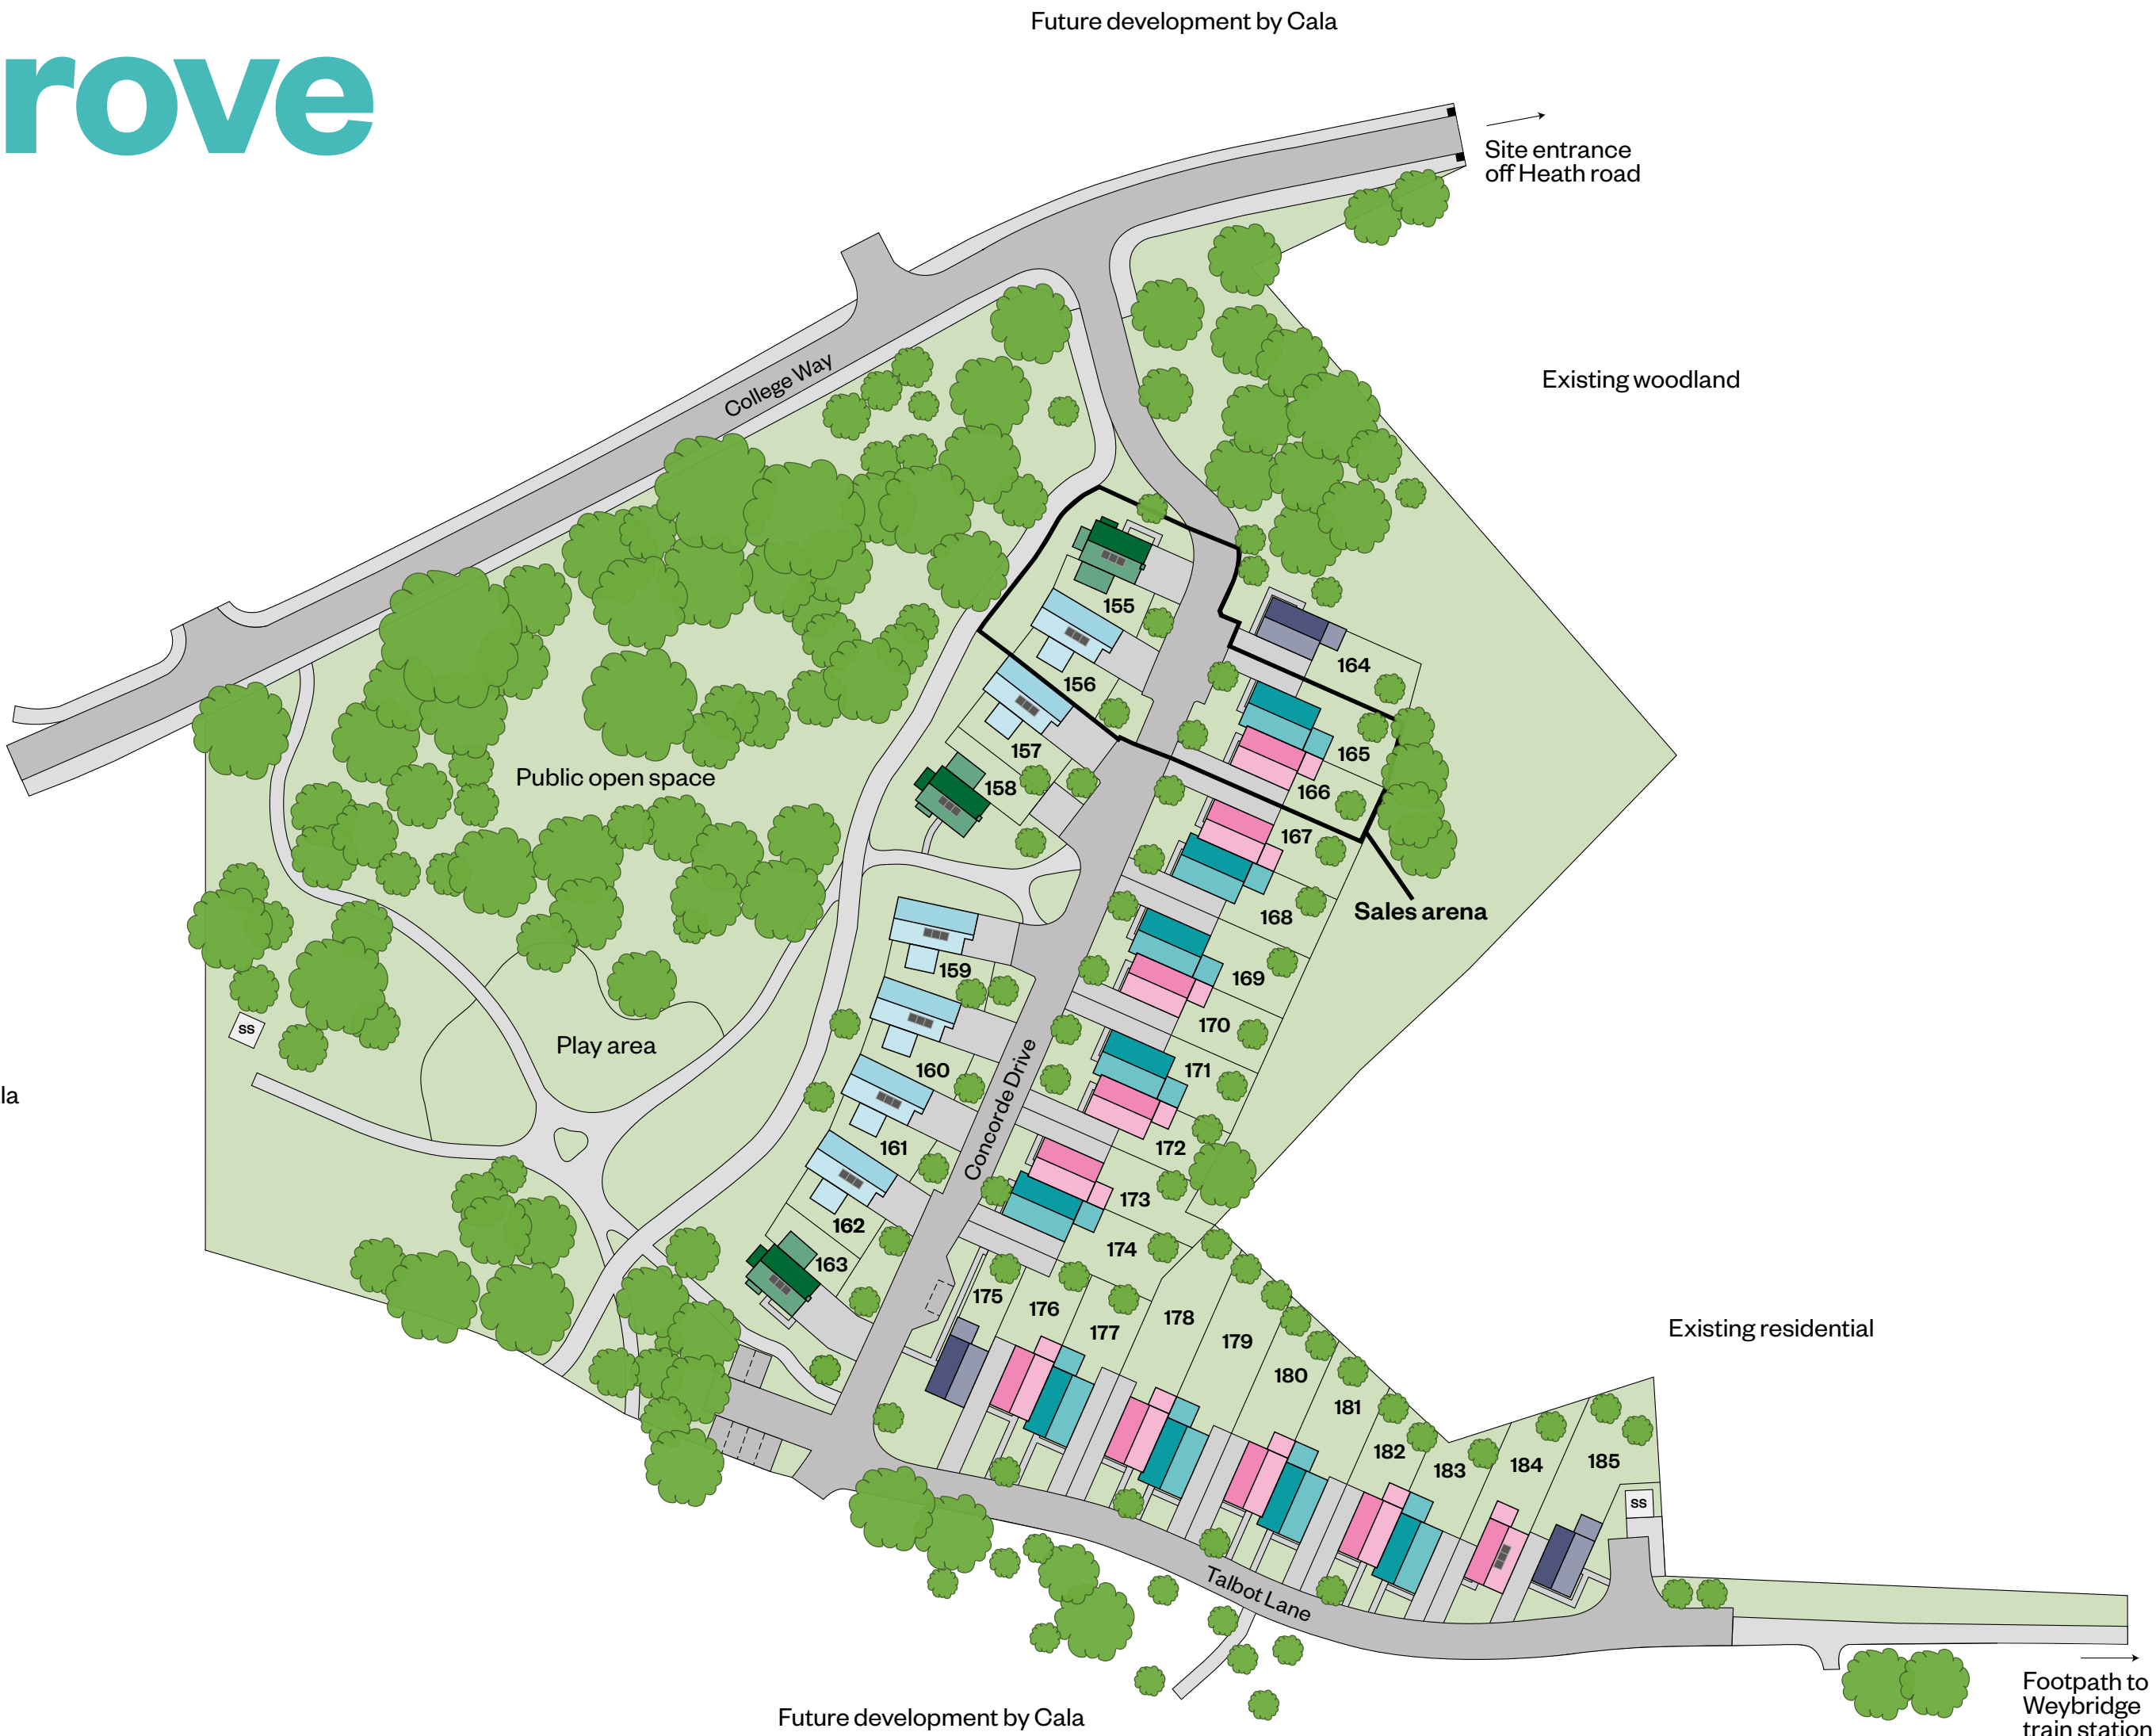 Future development by Cala
rove
Site entrance
off Heath road
College Way
Existing woodland
155
164
156
165
157
Public open space
158
166
167
168
Sales arena
159
169
170
SS
Play area
160
171
la
Concorde Drive
161
172
173
162
174
163
175
176
177
178
179
Existing residential
180
181
182
183
184
185
SS
Talbot Lane
Footpath to
Weybridge
train station
Future development by Cala